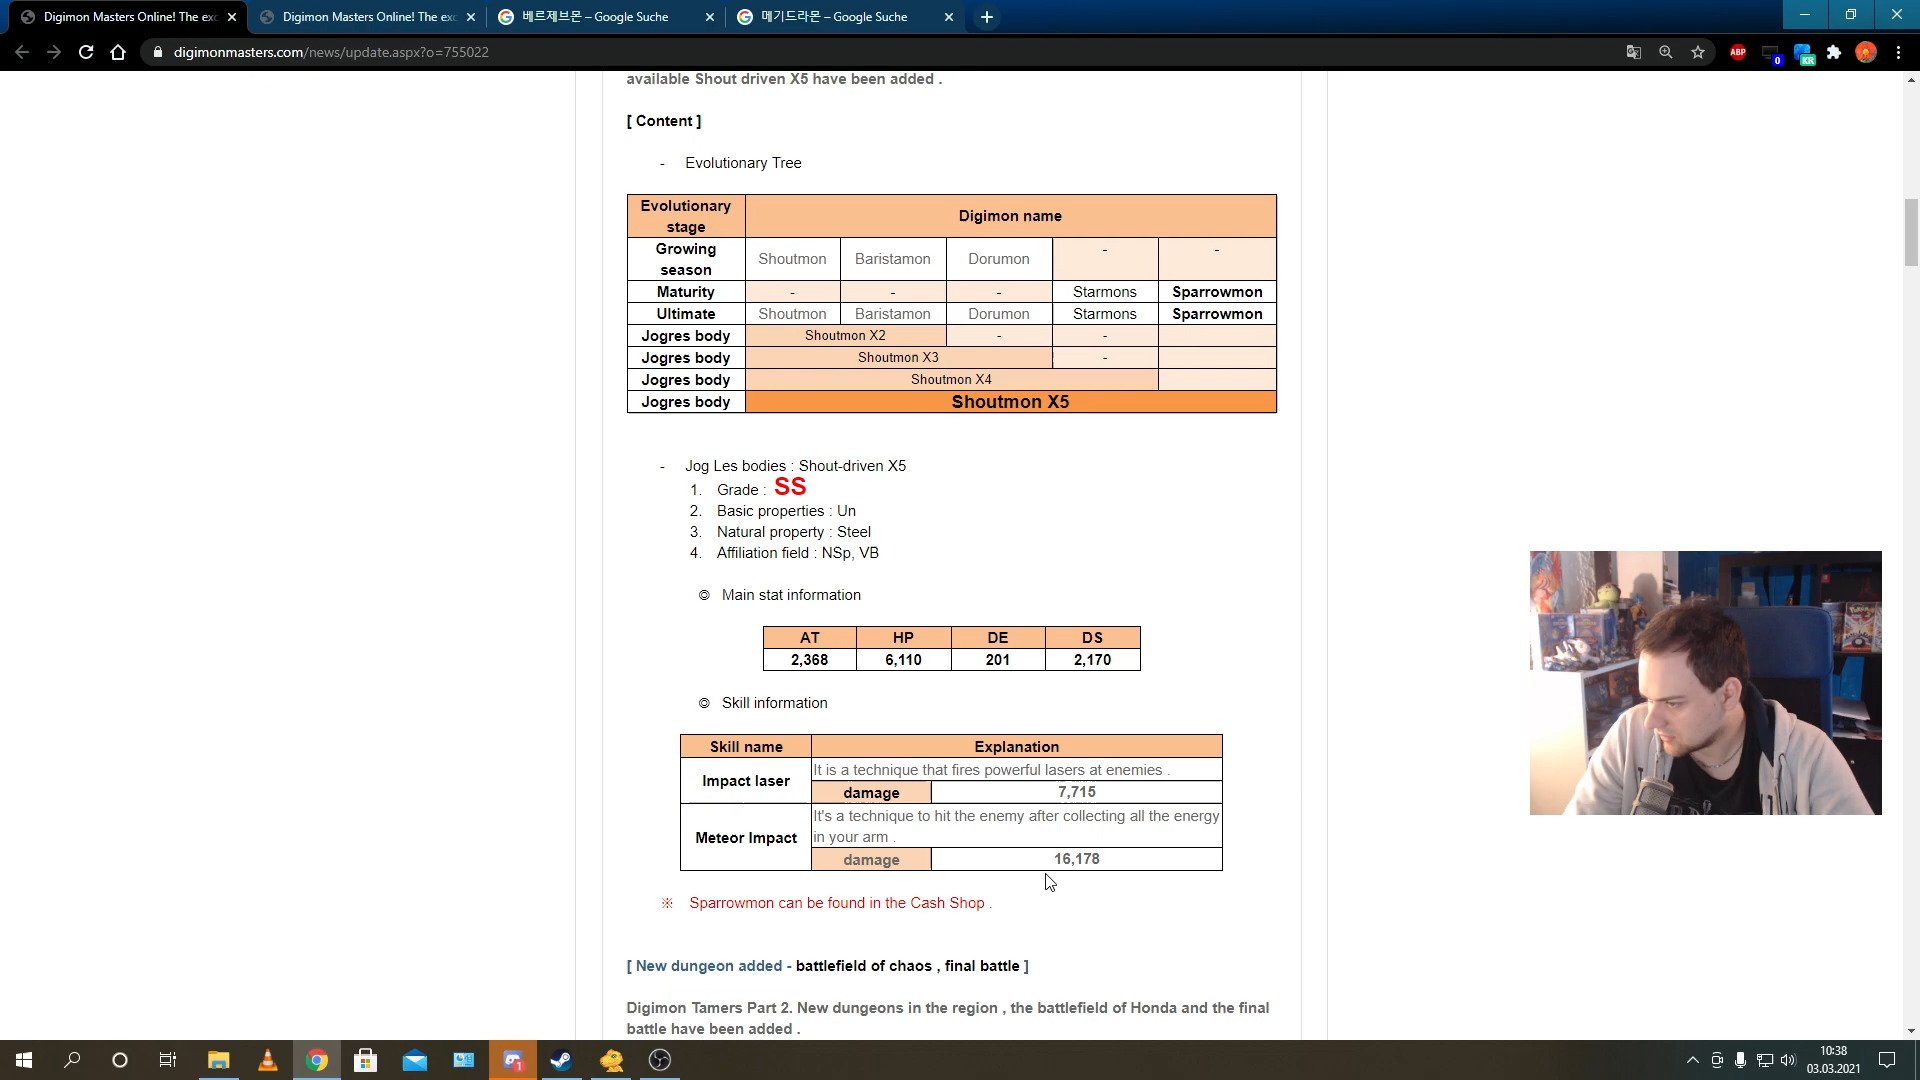 Digimon Masters Online! The exc
Digimon Masters Online! The exc
베르제브몬 – Google Suche
메기드라몬 – Google Suche
digimonmasters.com/news/update.aspx?o=755022
ABP
0
KR
available Shout driven X5 have been added .
[ Content ]
- Evolutionary Tree
Evolutionary stage Digimon name
Growing season Shoutmon Baristamon Dorumon - -
Maturity - - - Starmons Sparrowmon
Ultimate Shoutmon Baristamon Dorumon Starmons Sparrowmon
Jogres body Shoutmon X2 - -
Jogres body Shoutmon X3 -
Jogres body Shoutmon X4
Jogres body Shoutmon X5
- Jog Les bodies : Shout-driven X5
1. Grade : SS
2. Basic properties : Un
3. Natural property : Steel
4. Affiliation field : NSp, VB
◎ Main stat information
AT HP DE DS
2,368 6,110 201 2,170
◎ Skill information
Skill name Explanation
Impact laser It is a technique that fires powerful lasers at enemies .
damage 7,715
Meteor Impact It's a technique to hit the enemy after collecting all the energy
in your arm .
damage 16,178
※ Sparrowmon can be found in the Cash Shop .
[ New dungeon added - battlefield of chaos , final battle ]
Digimon Tamers Part 2. New dungeons in the region , the battlefield of Honda and the final
battle have been added .
1
10:38
03.03.2021